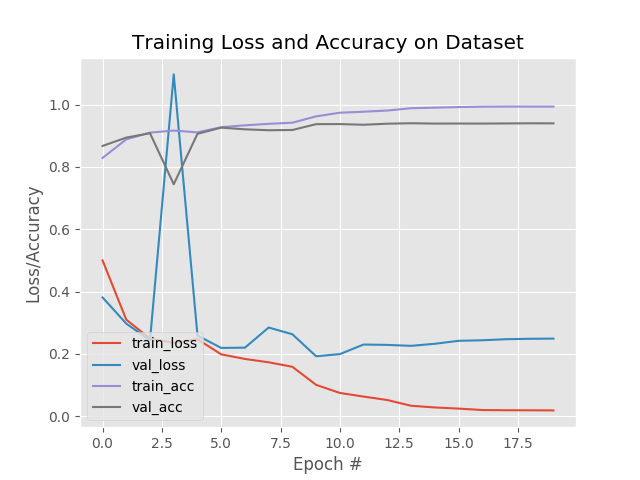 Training Loss and Accuracy on Dataset
Loss/Accuracy
1.0
0.8
0.6
0.4
0.2
0.0
train_loss
val_loss
train_acc
val_acc
0.0 2.5 5.0 7.5 10.0 12.5 15.0 17.5
Epoch #